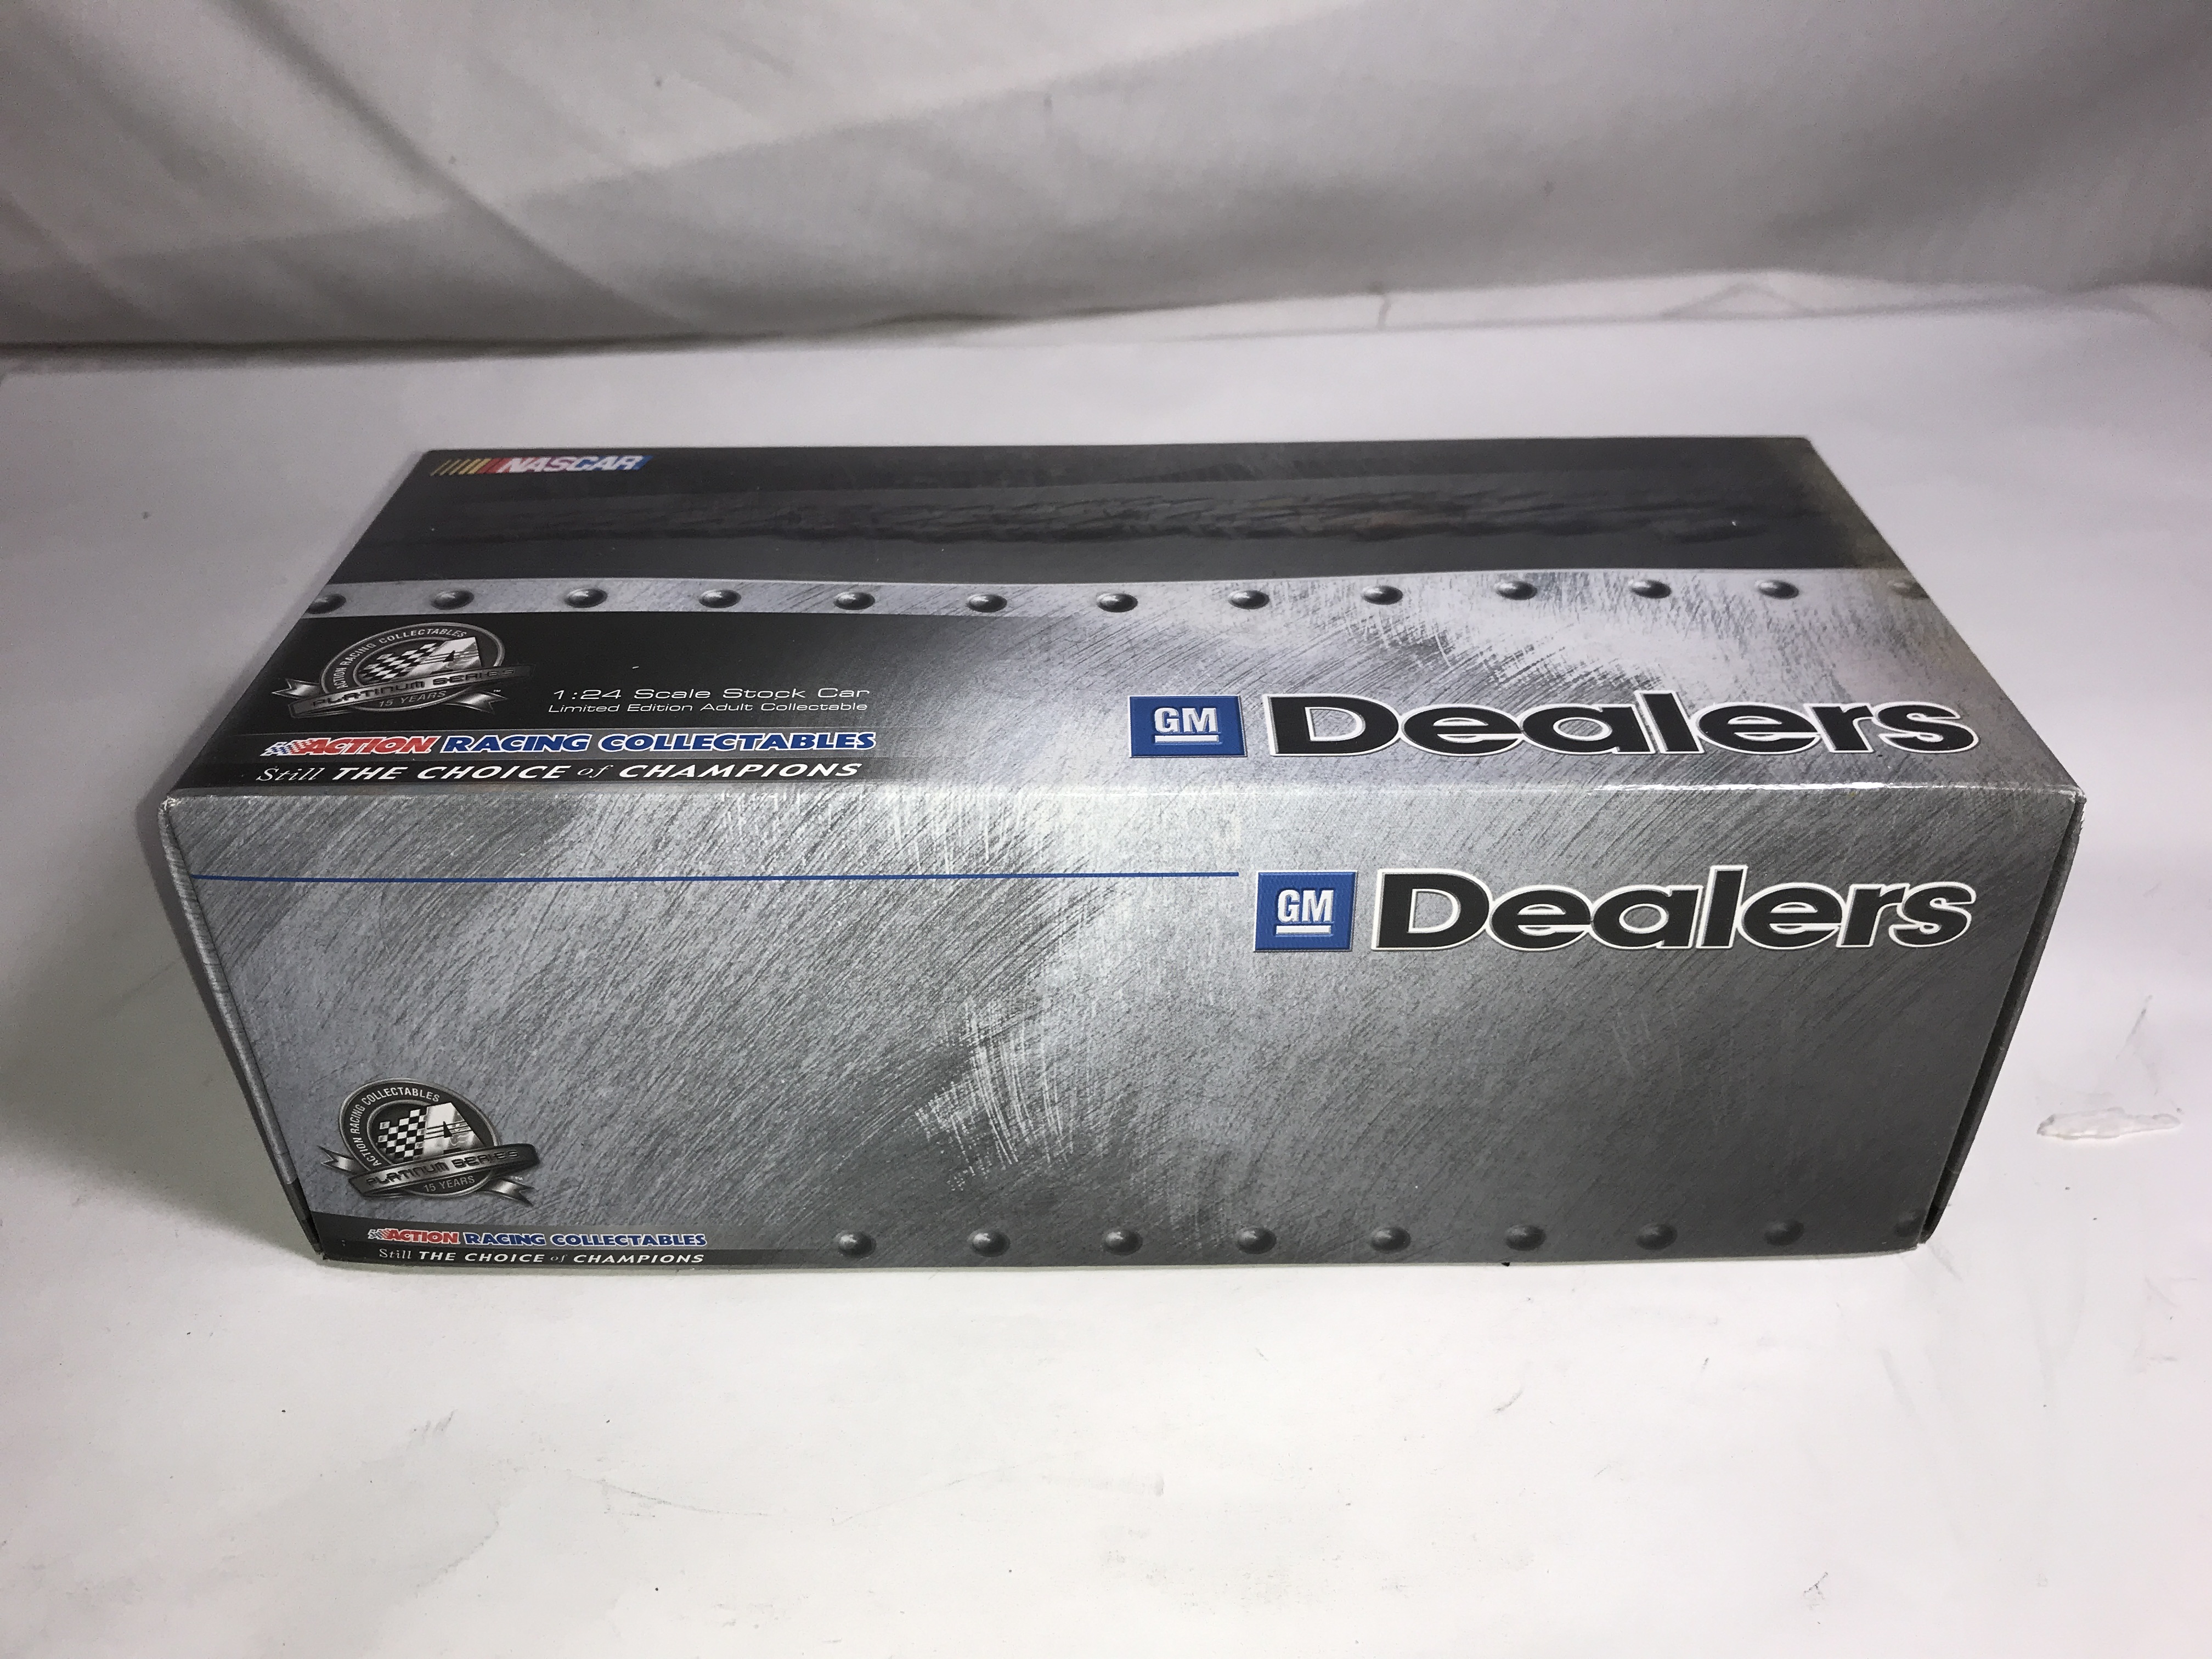 NASCAR
ACTION RACING COLLECTABLES
PLATINUM SERIES
15 YEARS
1:24 Scale Stock Car
Limited Edition Adult Collectable
ACTION RACING COLLECTABLES
Still THE CHOICE of CHAMPIONS
GM Dealers
GM Dealers
ACTION RACING COLLECTABLES
PLATINUM SERIES
15 YEARS
ACTION RACING COLLECTABLES
Still THE CHOICE of CHAMPIONS